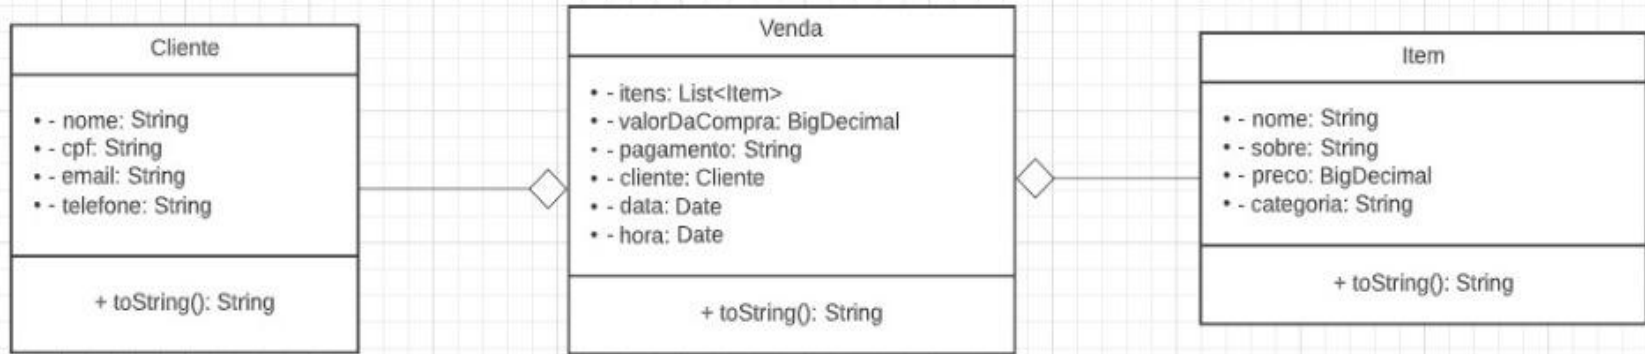 Cliente
• - nome: String
• - cpf: String
• - email: String
• - telefone: String
+ toString(): String
Venda
• - itens: List<Item>
• - valorDaCompra: BigDecimal
• - pagamento: String
• - cliente: Cliente
• - data: Date
• - hora: Date
+ toString(): String
Item
• - nome: String
• - sobre: String
• - preco: BigDecimal
• - categoria: String
+ toString(): String